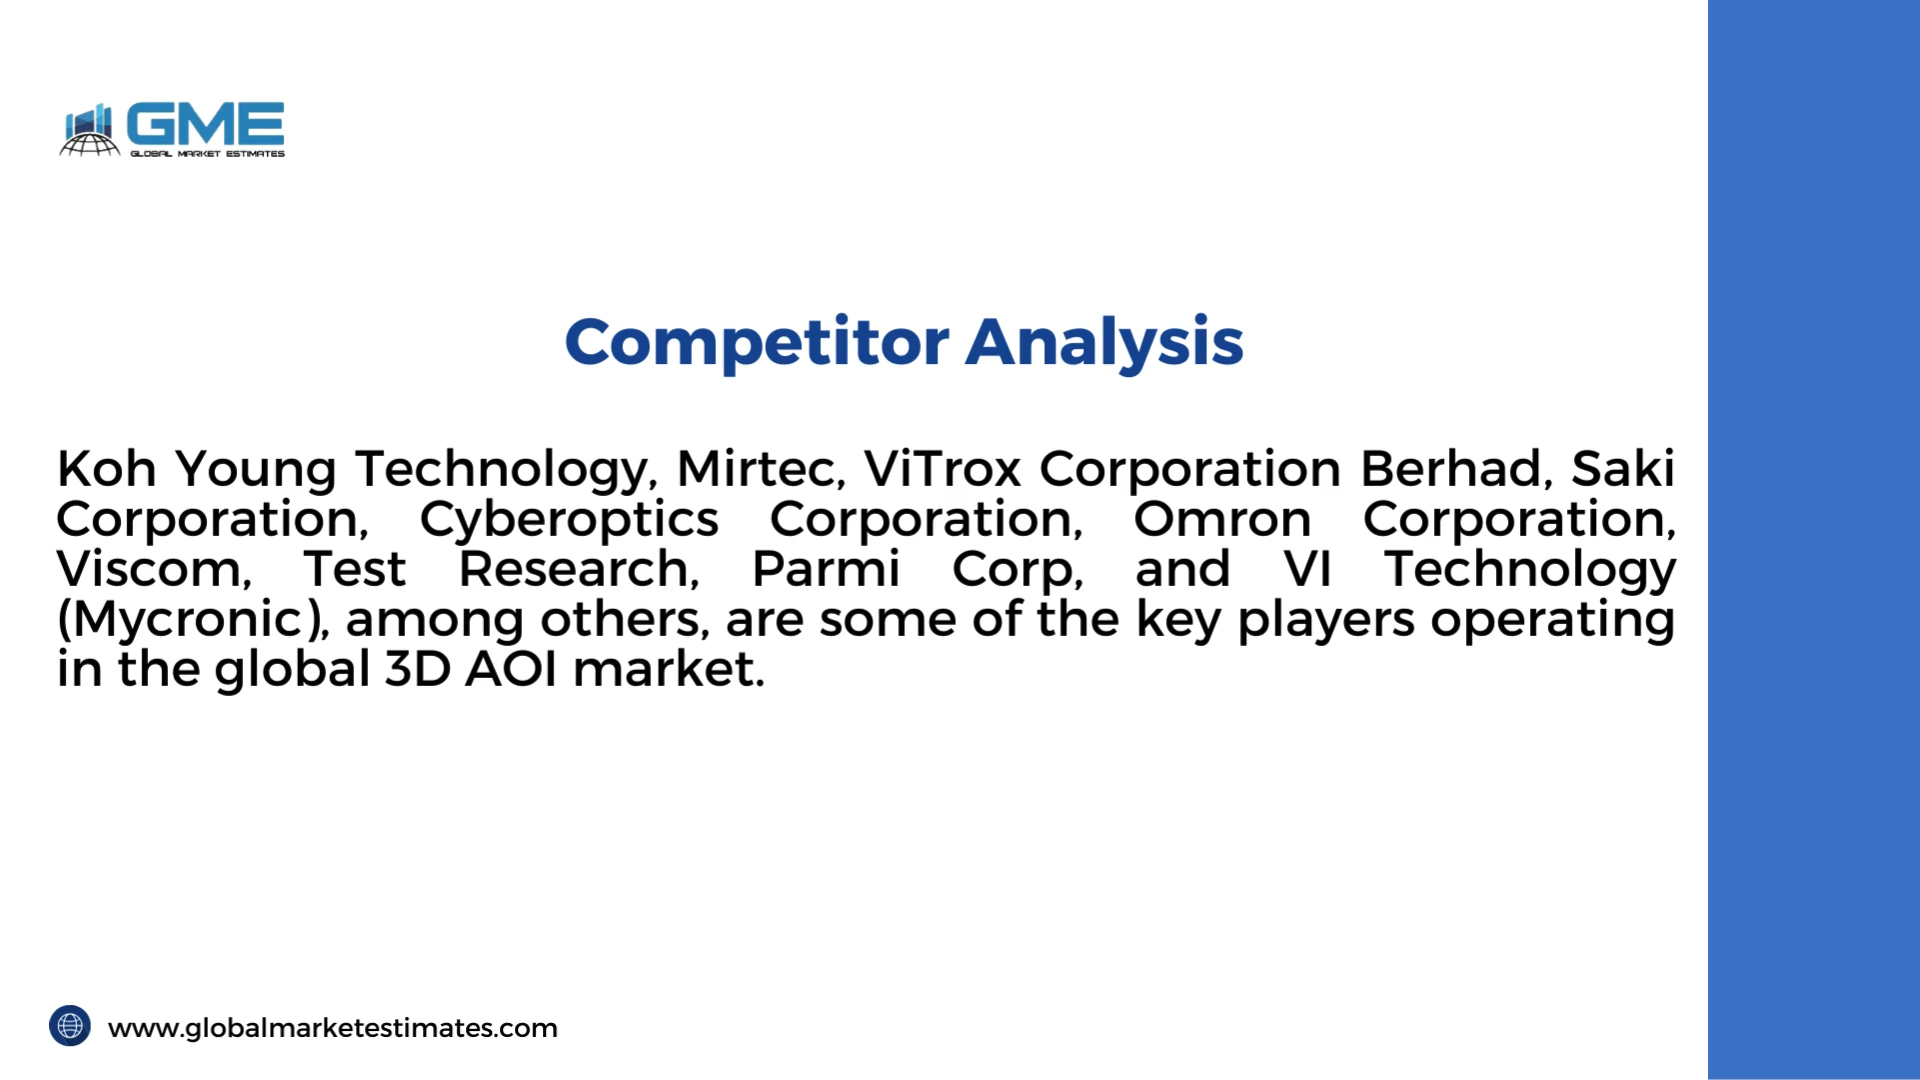 GME
GLOBAL MARKET ESTIMATES
Competitor Analysis
Koh Young Technology, Mirtec, ViTrox Corporation Berhad, Saki
Corporation, Cyberoptics Corporation, Omron Corporation,
Viscom, Test Research, Parmi Corp, and VI Technology
(Mycronic), among others, are some of the key players operating
in the global 3D AOI market.
www.globalmarketestimates.com